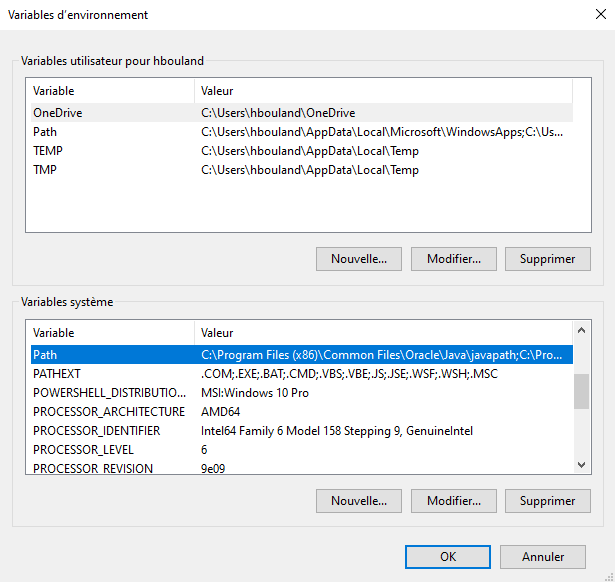 Variables d'environnement
Variables utilisateur pour hbouland
Variable Valeur
OneDrive C:\Users\hbouland\OneDrive
Path C:\Users\hbouland\AppData\Local\Microsoft\WindowsApps;C:\Us...
TEMP C:\Users\hbouland\AppData\Local\Temp
TMP C:\Users\hbouland\AppData\Local\Temp
Nouvelle... Modifier... Supprimer
Variables système
Variable Valeur
Path C:\Program Files (x86)\Common Files\Oracle\Java\javapath;C:\Pro...
PATHEXT .COM;.EXE;.BAT;.CMD;.VBS;.VBE;.JS;.JSE;.WSF;.WSH;.MSC
POWERSHELL_DISTRIBUTIO... MSI:Windows 10 Pro
PROCESSOR_ARCHITECTURE AMD64
PROCESSOR_IDENTIFIER Intel64 Family 6 Model 158 Stepping 9, GenuineIntel
PROCESSOR_LEVEL 6
PROCESSOR_REVISION 9e09
Nouvelle... Modifier... Supprimer
OK Annuler